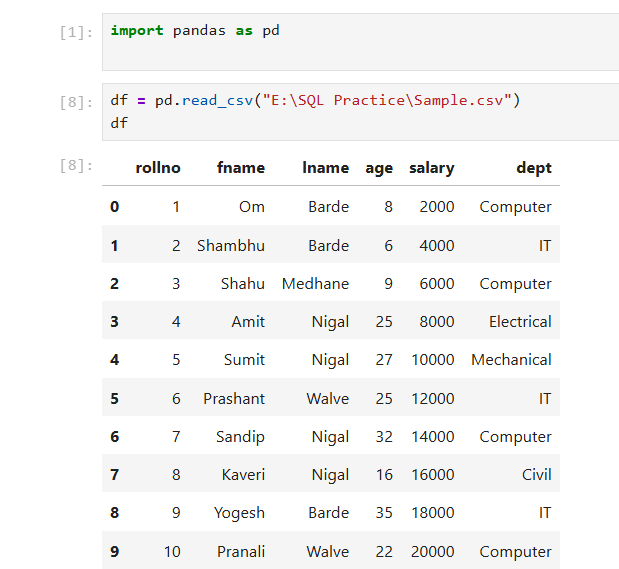 [1]: import pandas as pd
[8]: df = pd.read_csv("E:\SQL Practice\Sample.csv")
df
[8]: rollno fname lname age salary dept
0 1 Om Barde 8 2000 Computer
1 2 Shambhu Barde 6 4000 IT
2 3 Shahu Medhane 9 6000 Computer
3 4 Amit Nigal 25 8000 Electrical
4 5 Sumit Nigal 27 10000 Mechanical
5 6 Prashant Walve 25 12000 IT
6 7 Sandip Nigal 32 14000 Computer
7 8 Kaveri Nigal 16 16000 Civil
8 9 Yogesh Barde 35 18000 IT
9 10 Pranali Walve 22 20000 Computer